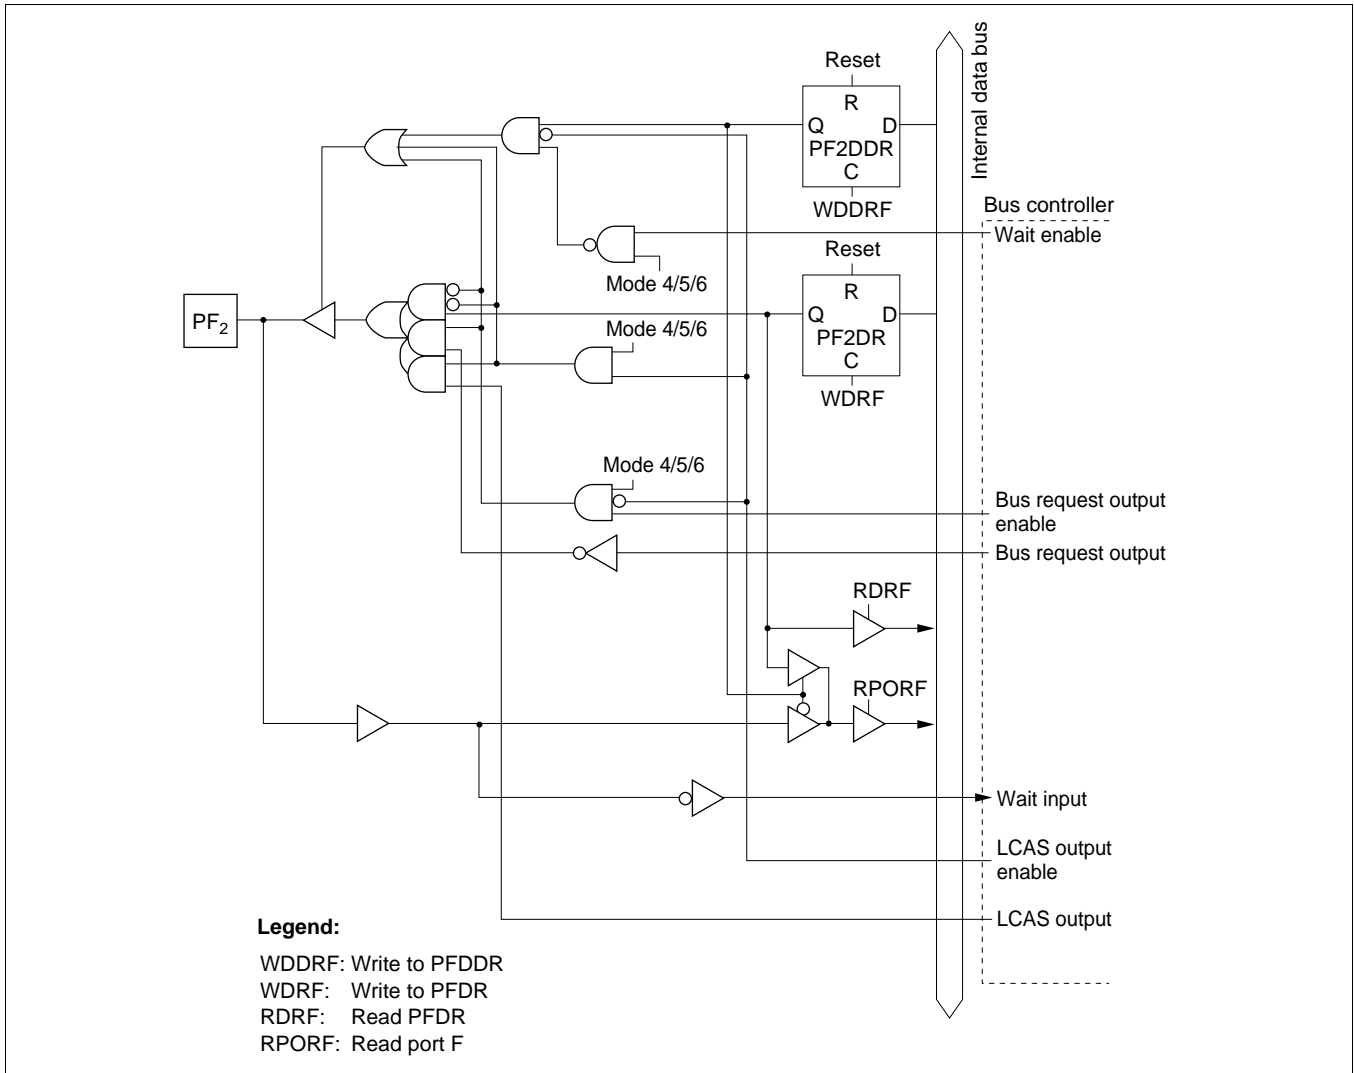 Reset
R
Q D
PF2DDR
C
WDDRF
Internal data bus
Bus controller
Wait enable
Mode 4/5/6
Reset
R
Q D
PF2DR
C
WDRF
PF2
Mode 4/5/6
Mode 4/5/6
Bus request output
enable
Bus request output
RDRF
RPORF
Wait input
LCAS output
enable
LCAS output
Legend:
WDDRF: Write to PFDDR
WDRF: Write to PFDR
RDRF: Read PFDR
RPORF: Read port F